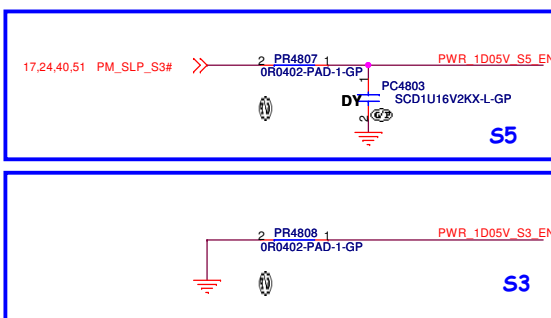 2 PR4807 1
17,24,40,51 PM_SLP_S3#
PWR_1D05V_S5_EN
0R0402-PAD-1-GP
1
PC4803
DY
SCD1U16V2KX-L-GP
2
S5
2 PR4808 1
PWR_1D05V_S3_EN
0R0402-PAD-1-GP
S3